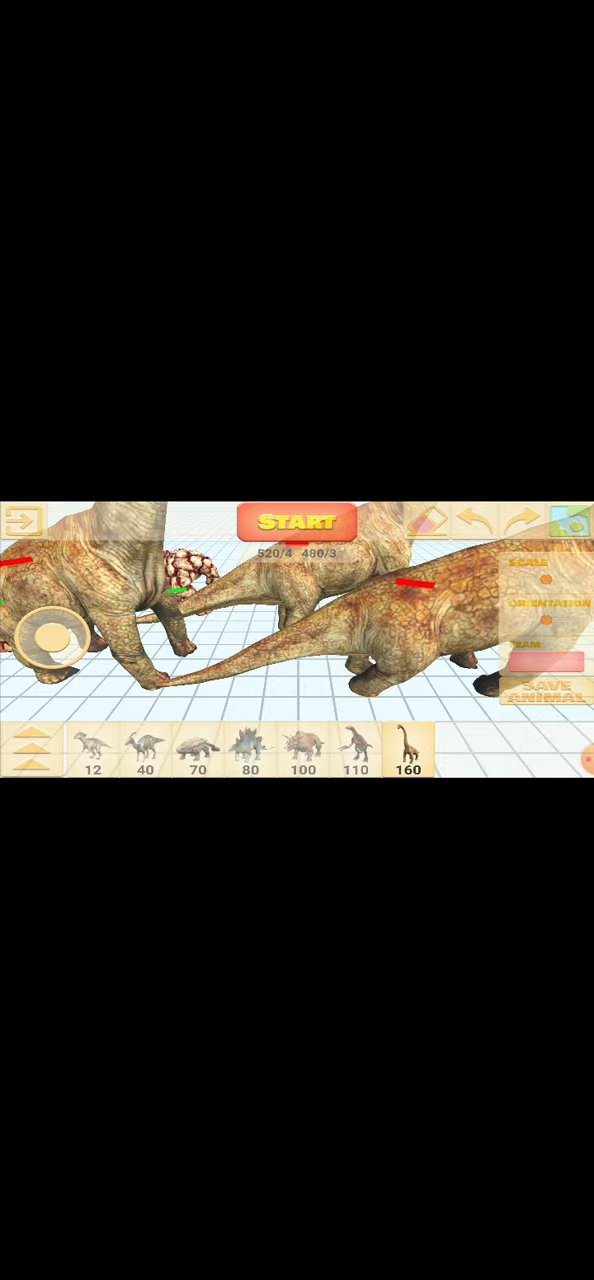 START
520/4 480/3
SCALE
ORIENTATION
TEAM
SAVE
ANIMAL
12 40 70 80 100 110 160